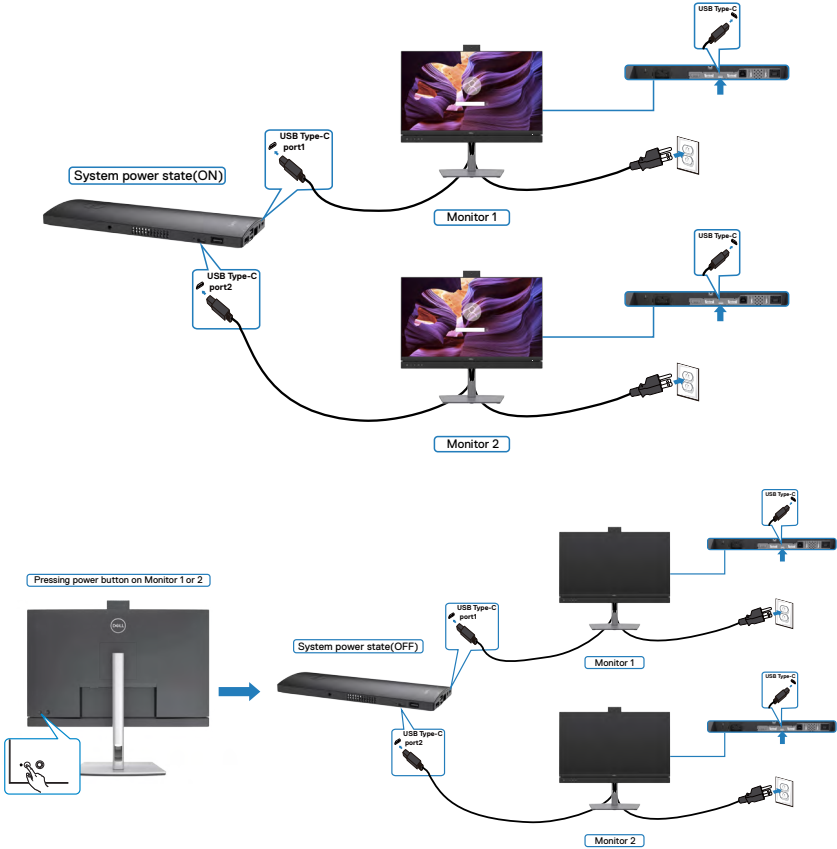 USB Type-C
USB Type-C
port1
System power state(ON)
Monitor 1
USB Type-C
USB Type-C
port2
Monitor 2
USB Type-C
Pressing power button on Monitor 1 or 2
USB Type-C
port1
DELL
System power state(OFF)
Monitor 1
USB Type-C
USB Type-C
port2
Monitor 2